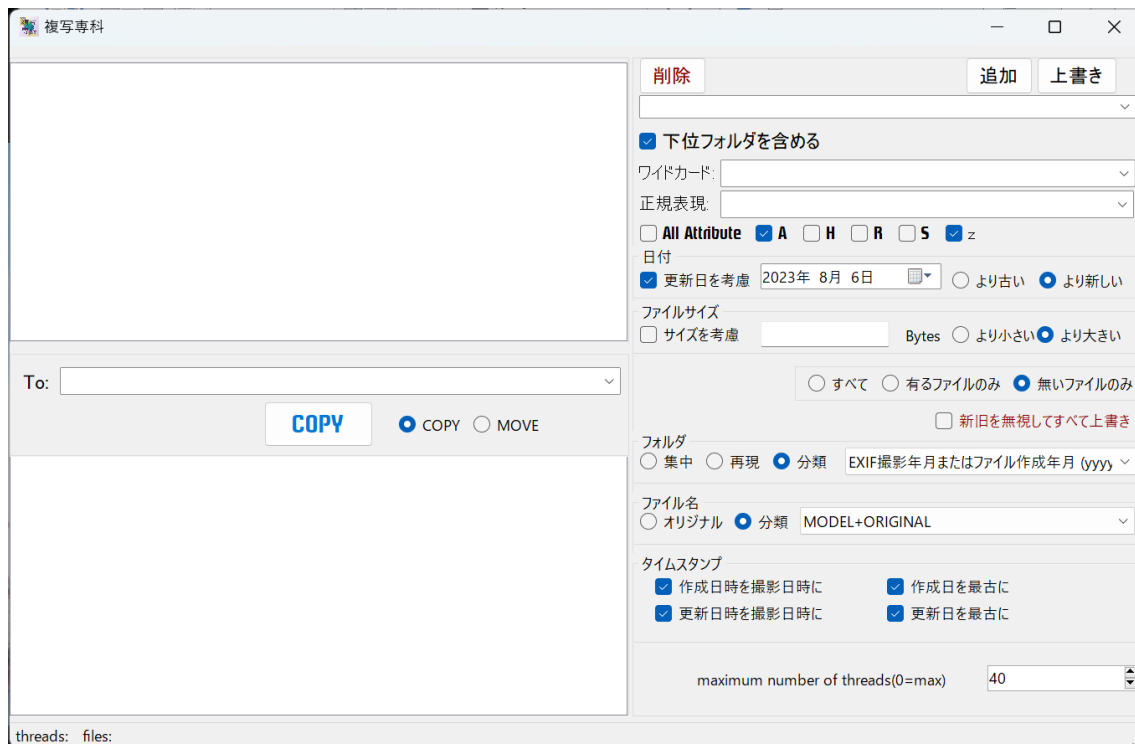 複写専科
削除 追加 上書き
下位フォルダを含める
ワイドカード:
正規表現:
All Attribute A H R S z
日付
更新日を考慮 2023年 8月 6日 より古い より新しい
ファイルサイズ
サイズを考慮 Bytes より小さい より大きい
To:
すべて 有るファイルのみ 無いファイルのみ
COPY COPY MOVE
新旧を無視してすべて上書き
フォルダ
集中 再現 分類 EXIF撮影年月またはファイル作成年月 (yyyy
ファイル名
オリジナル 分類 MODEL+ORIGINAL
タイムスタンプ
作成日時を撮影日時に 作成日を最古に
更新日時を撮影日時に 更新日を最古に
maximum number of threads(0=max) 40
threads: files: